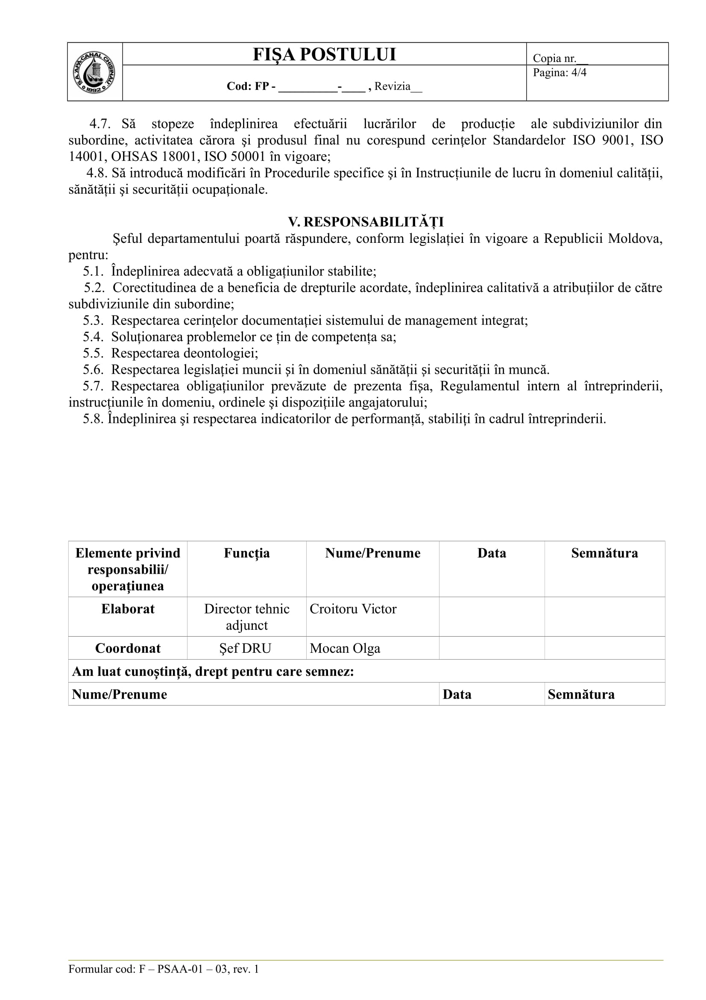 S.A. "APĂ-CANAL CHIȘINĂU"
1892
FIȘA POSTULUI
Copia nr.__
Cod: FP - __________-____ , Revizia__
Pagina: 4/4
4.7. Să stopeze îndeplinirea efectuării lucrărilor de producție ale subdiviziunilor din
subordine, activitatea cărora şi produsul final nu corespund cerințelor Standardelor ISO 9001, ISO
14001, OHSAS 18001, ISO 50001 în vigoare;
4.8. Să introducă modificări în Procedurile specifice şi în Instrucțiunile de lucru în domeniul calității,
sănătății şi securității ocupaționale.
V. RESPONSABILITĂȚI
Şeful departamentului poartă răspundere, conform legislației în vigoare a Republicii Moldova,
pentru:
5.1. Îndeplinirea adecvată a obligațiunilor stabilite;
5.2. Corectitudinea de a beneficia de drepturile acordate, îndeplinirea calitativă a atribuțiilor de către
subdiviziunile din subordine;
5.3. Respectarea cerințelor documentației sistemului de management integrat;
5.4. Soluționarea problemelor ce țin de competența sa;
5.5. Respectarea deontologiei;
5.6. Respectarea legislației muncii și în domeniul sănătății și securității în muncă.
5.7. Respectarea obligațiunilor prevăzute de prezenta fișa, Regulamentul intern al întreprinderii,
instrucțiunile în domeniu, ordinele şi dispozițiile angajatorului;
5.8. Îndeplinirea şi respectarea indicatorilor de performanță, stabiliți în cadrul întreprinderii.
Elemente privind
responsabilii/
operațiunea
Funcția
Nume/Prenume
Data
Semnătura
Elaborat
Director tehnic
adjunct
Croitoru Victor
Coordonat
Şef DRU
Mocan Olga
Am luat cunoștință, drept pentru care semnez:
Nume/Prenume
Data
Semnătura
Formular cod: F – PSAA-01 – 03, rev. 1